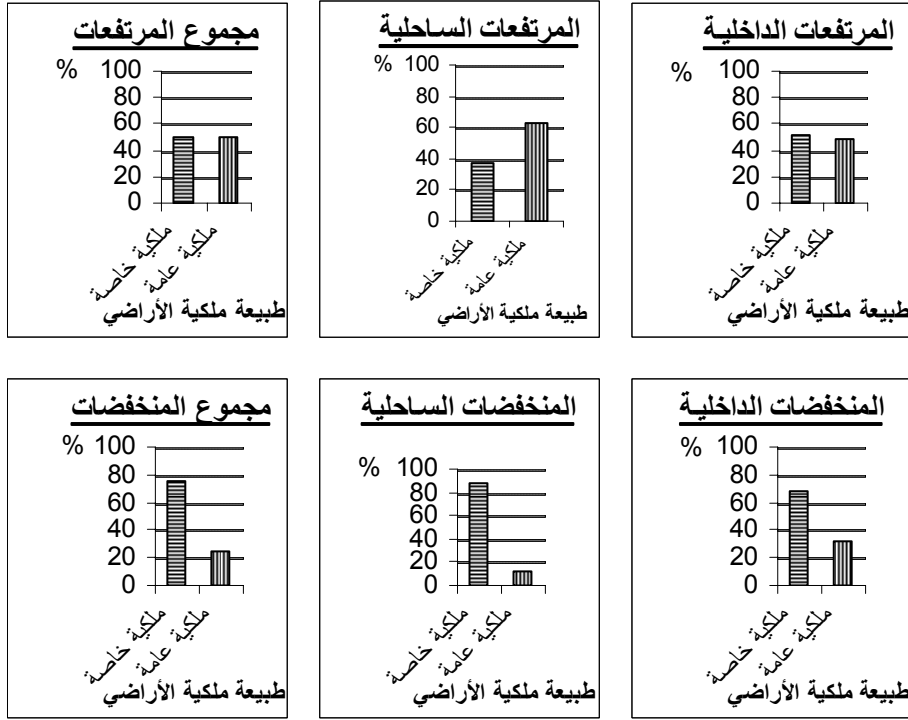 المرتفعات الداخلية
%
100
80
60
40
20
0
ملكية خاصة
ملكية عامة
طبيعة ملكية الأراضي
المرتفعات الساحلية
%
100
80
60
40
20
0
ملكية خاصة
ملكية عامة
طبيعة ملكية الأراضي
مجموع المرتفعات
%
100
80
60
40
20
0
ملكية خاصة
ملكية عامة
طبيعة ملكية الأراضي
المنخفضات الداخلية
%
100
80
60
40
20
0
ملكية خاصة
ملكية عامة
طبيعة ملكية الأراضي
المنخفضات الساحلية
%
100
80
60
40
20
0
ملكية خاصة
ملكية عامة
طبيعة ملكية الأراضي
مجموع المنخفضات
%
100
80
60
40
20
0
ملكية خاصة
ملكية عامة
طبيعة ملكية الأراضي